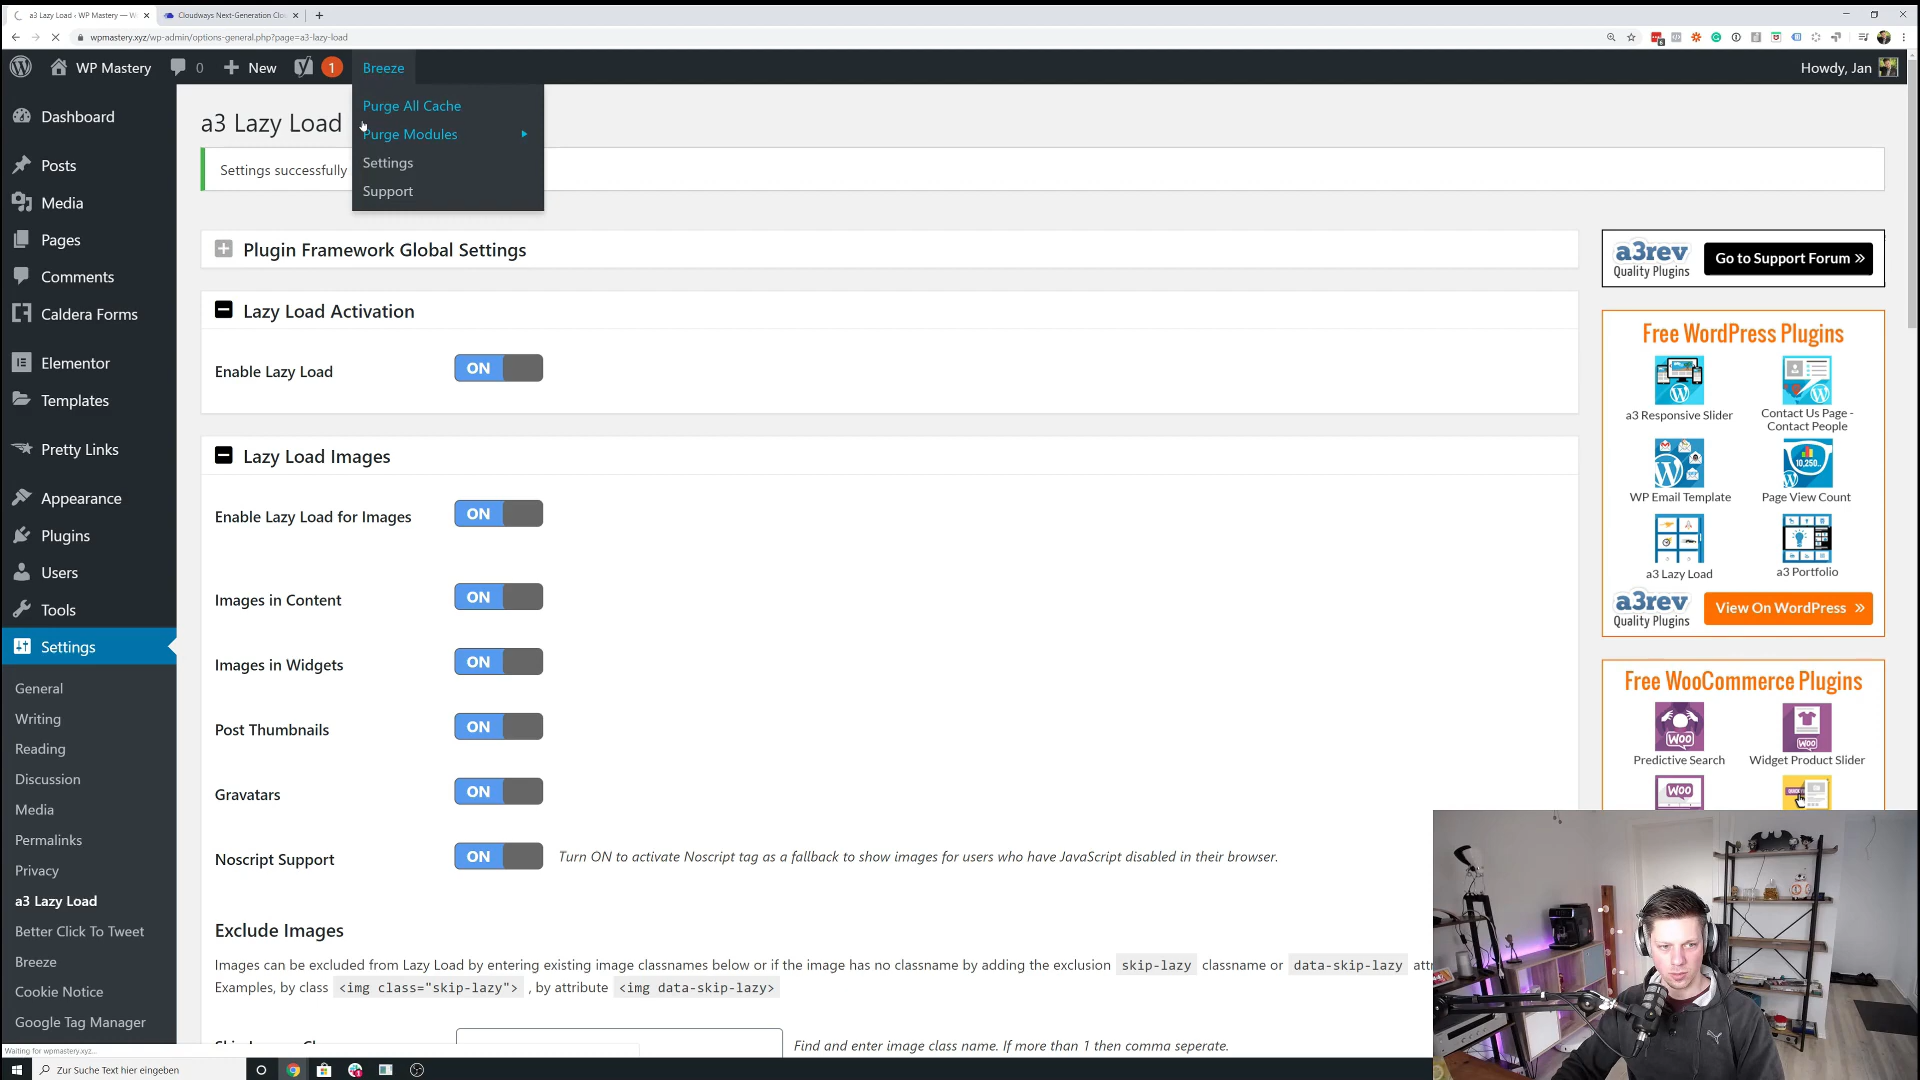 a3 Lazy Load ‹ WP Mastery — W
Cloudways Next-Generation Clo
wpmastery.xyz/wp-admin/options-general.php?page=a3-lazy-load
WP Mastery
0
New
1
Breeze
Howdy, Jan
Purge All Cache
Purge Modules
Settings
Support
Dashboard
Posts
Media
Pages
Comments
Caldera Forms
Elementor
Templates
Pretty Links
Appearance
Plugins
Users
Tools
Settings
General
Writing
Reading
Discussion
Media
Permalinks
Privacy
a3 Lazy Load
Better Click To Tweet
Breeze
Cookie Notice
Google Tag Manager
a3 Lazy Load
Settings successfully
Plugin Framework Global Settings
Lazy Load Activation
Enable Lazy Load ON
Lazy Load Images
Enable Lazy Load for Images ON
Images in Content ON
Images in Widgets ON
Post Thumbnails ON
Gravatars ON
Noscript Support ON Turn ON to activate Noscript tag as a fallback to show images for users who have JavaScript disabled in their browser.
Exclude Images
Images can be excluded from Lazy Load by entering existing image classnames below or if the image has no classname by adding the exclusion skip-lazy classname or data-skip-lazy attr
Examples, by class <img class="skip-lazy"> , by attribute <img data-skip-lazy>
Find and enter image class name. If more than 1 then comma seperate.
a3rev
Quality Plugins
Go to Support Forum »
Free WordPress Plugins
a3 Responsive Slider
Contact Us Page -
Contact People
WP Email Template
10,250...
Page View Count
a3 Lazy Load
a3 Portfolio
a3rev
Quality Plugins
View On WordPress »
Free WooCommerce Plugins
WOO
WOO
Predictive Search
Widget Product Slider
WOO
Waiting for wpmastery.xyz...
Zur Suche Text hier eingeben